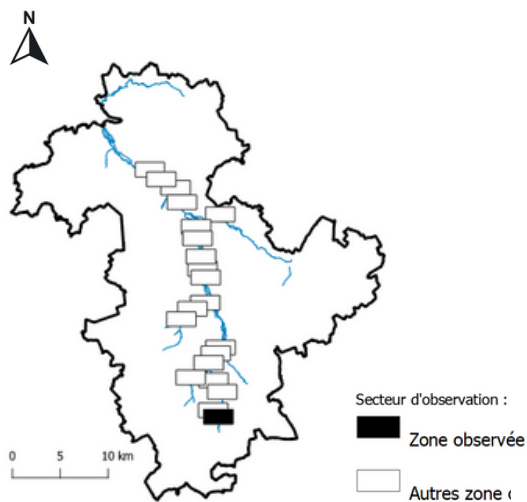 N
0 5 10 km
Secteur d'observation :
Zone observée
Autres zone d